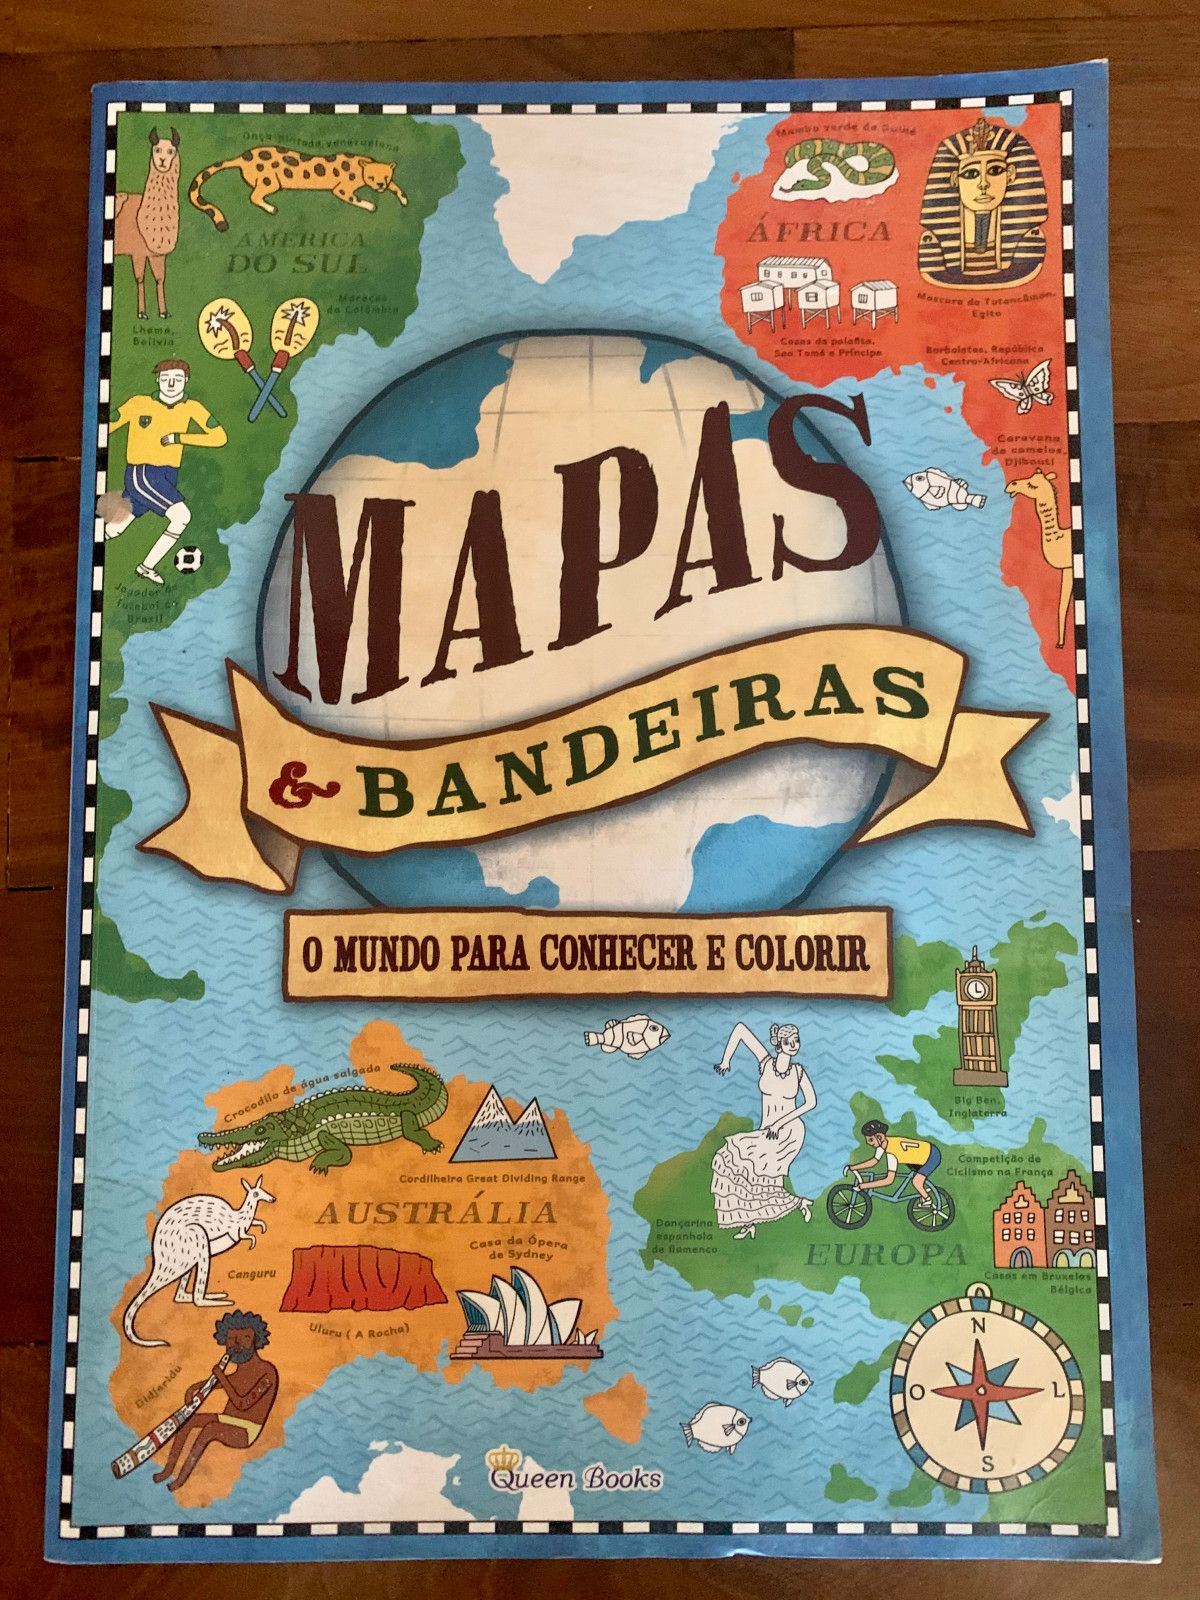 Onça-pintada venezuelana
AMÉRICA
DO SUL
Lhama,
Bolívia
Maracas
da Colômbia
Jogador de
futebol do
Brasil
Mamba verde da Guiné
ÁFRICA
Máscara de Tutancâmon,
Egito
Casas de palafita,
Sao Tomé e Príncipe
Borboletas, República
Centro-Africana
Caravana
de camelos,
Djibouti
MAPAS
& BANDEIRAS
O MUNDO PARA CONHECER E COLORIR
Big Ben,
Inglaterra
Crocodilo de água salgada
Cordilheira Great Dividing Range
AUSTRÁLIA
Casa da Ópera
de Sydney
Canguru
Uluru ( A Rocha)
Didjeridu
1
Competição de
Ciclismo na França
Dançarina
espanhola
de flamenco
EUROPA
Casas em Bruxelas
Bélgica
N
O
L
S
Queen Books